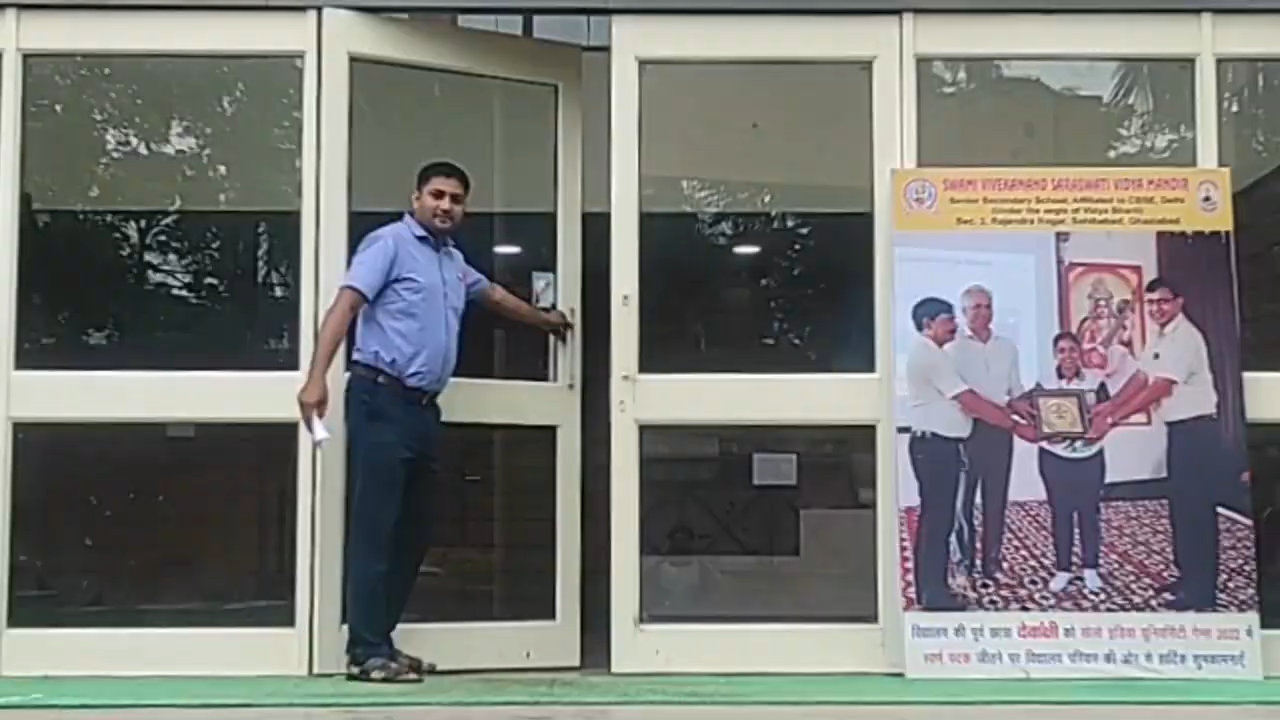 SWAMI VIVEKANAND SARASWATI VIDYA MANDIR
Senior Secondary School, Affiliated to CBSE, Delhi
(Under the aegis of Vidya Bharti)
Sec. 3, Rajendra Nagar, Sahibabad, Ghaziabad
विद्यालय की पूर्व छात्रा देवांशी को खेलो इंडिया यूनिवर्सिटी गेम्स 2022 में
स्वर्ण पदक जीतने पर विद्यालय परिवार की ओर से हार्दिक शुभकामनाएँ